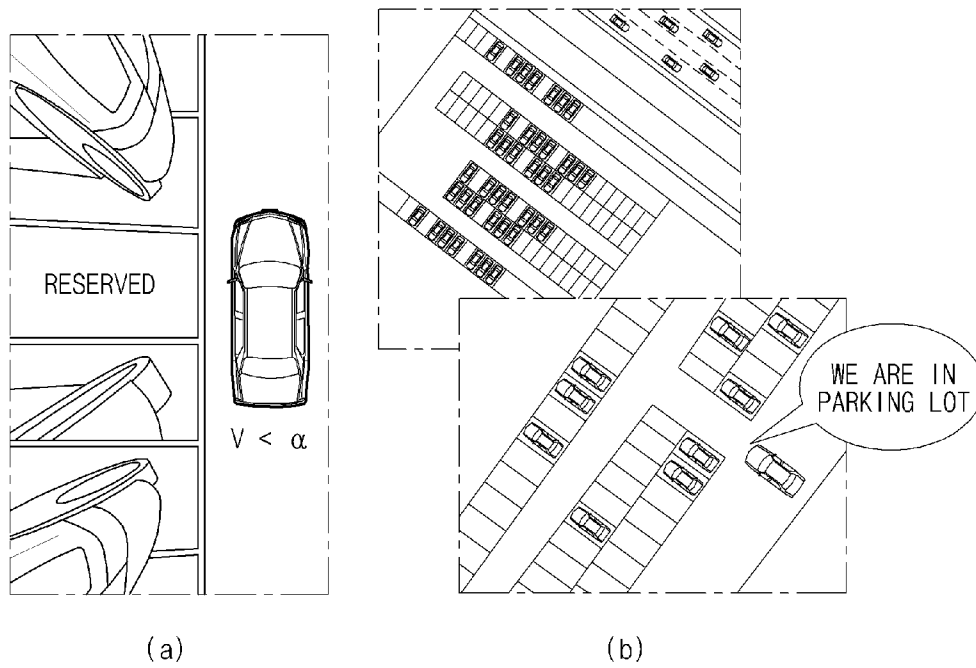 RESERVED
V < α
WE ARE IN
PARKING LOT
(a)
(b)